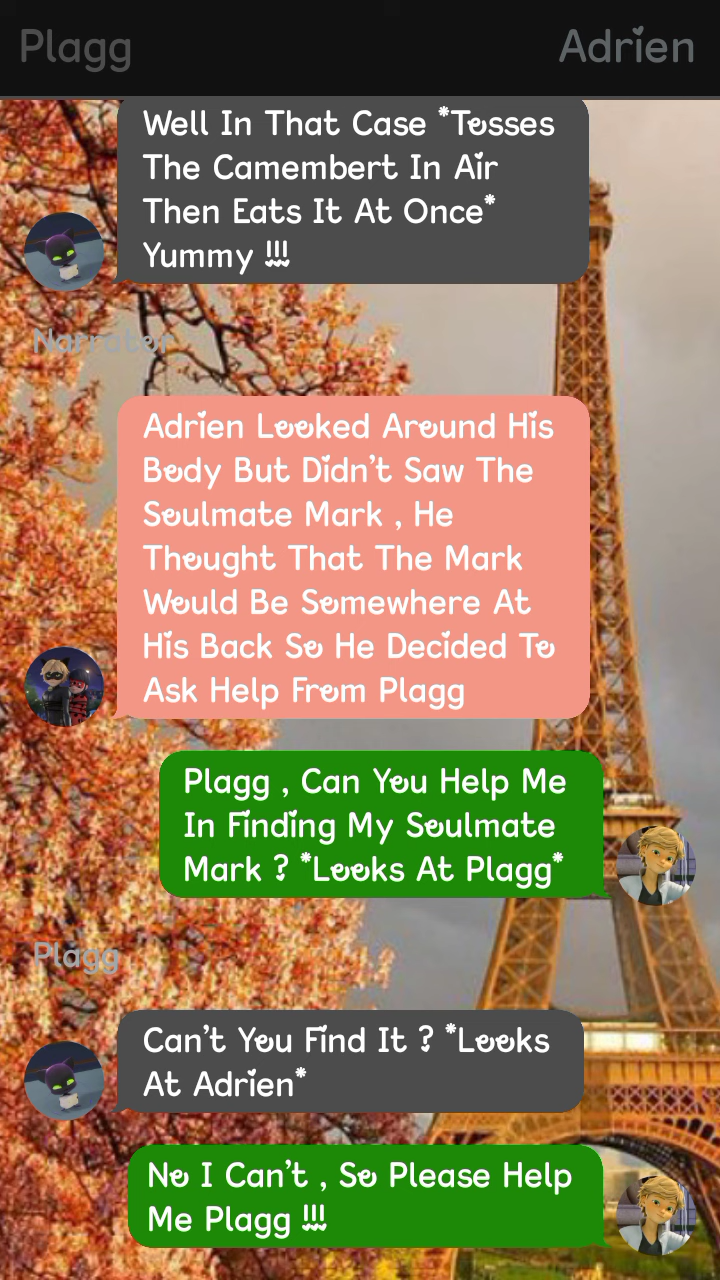 Plagg
Adrien
Well In That Case *Tosses
The Camembert In Air
Then Eats It At Once*
Yummy !!!
Narrator
Adrien Looked Around His
Body But Didn't Saw The
Soulmate Mark , He
Thought That The Mark
Would Be Somewhere At
His Back So He Decided To
Ask Help From Plagg
Plagg , Can You Help Me
In Finding My Soulmate
Mark ? *Looks At Plagg*
Plagg
Can't You Find It ? *Looks
At Adrien*
No I Can't , So Please Help
Me Plagg !!!